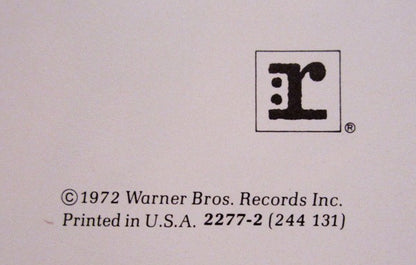 :r
®
©1972 Warner Bros. Records Inc.
Printed in U.S.A. 2277-2 (244 131)